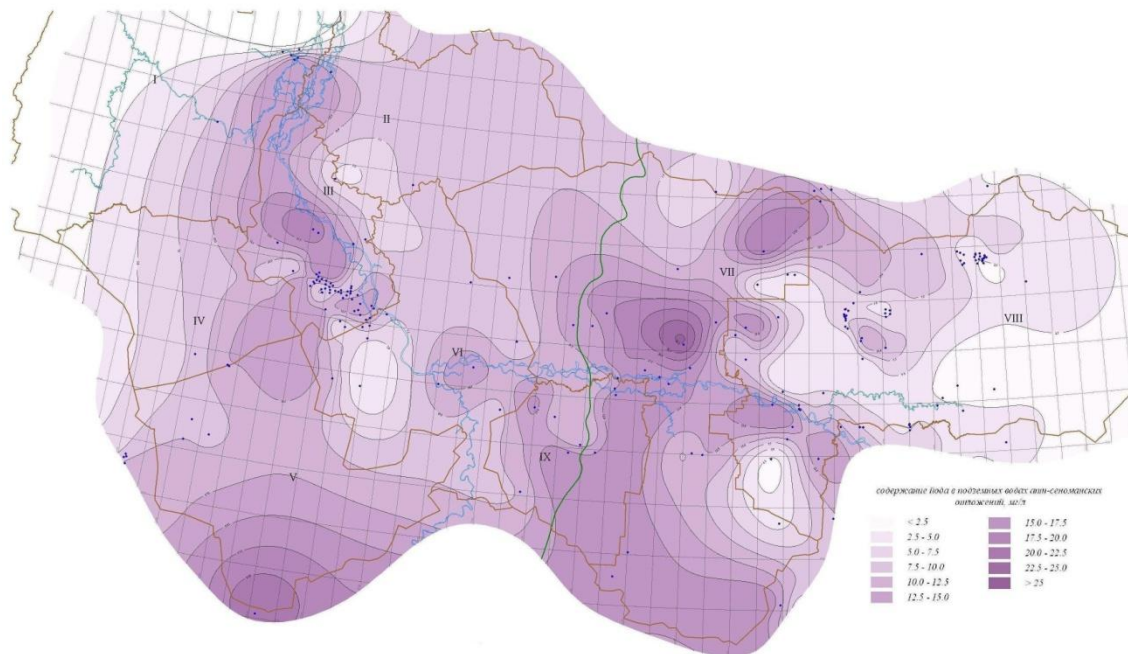 I
II
III
VII
VIII
IV
VI
IX
V
содержание йода в подземных водах апт-сеноманских
отложений, мг/л
< 2.5
2.5 - 5.0
5.0 - 7.5
7.5 - 10.0
10.0 - 12.5
12.5 - 15.0
15.0 - 17.5
17.5 - 20.0
20.0 - 22.5
22.5 - 25.0
> 25